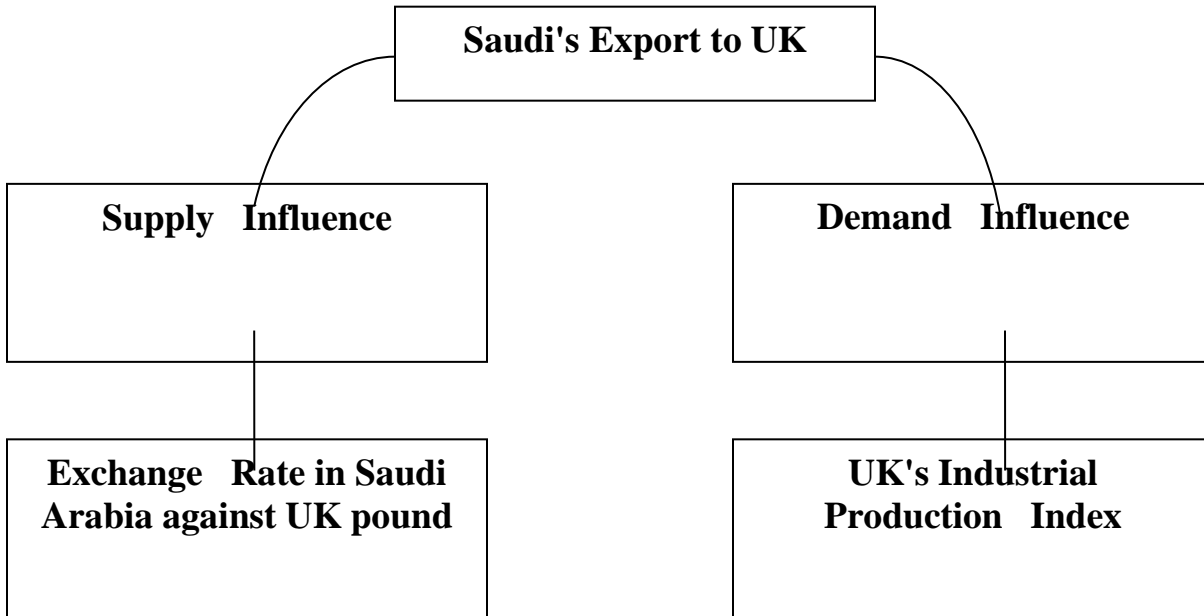 Saudi's Export to UK
Supply Influence
Demand Influence
Exchange Rate in Saudi
Arabia against UK pound
UK's Industrial
Production Index